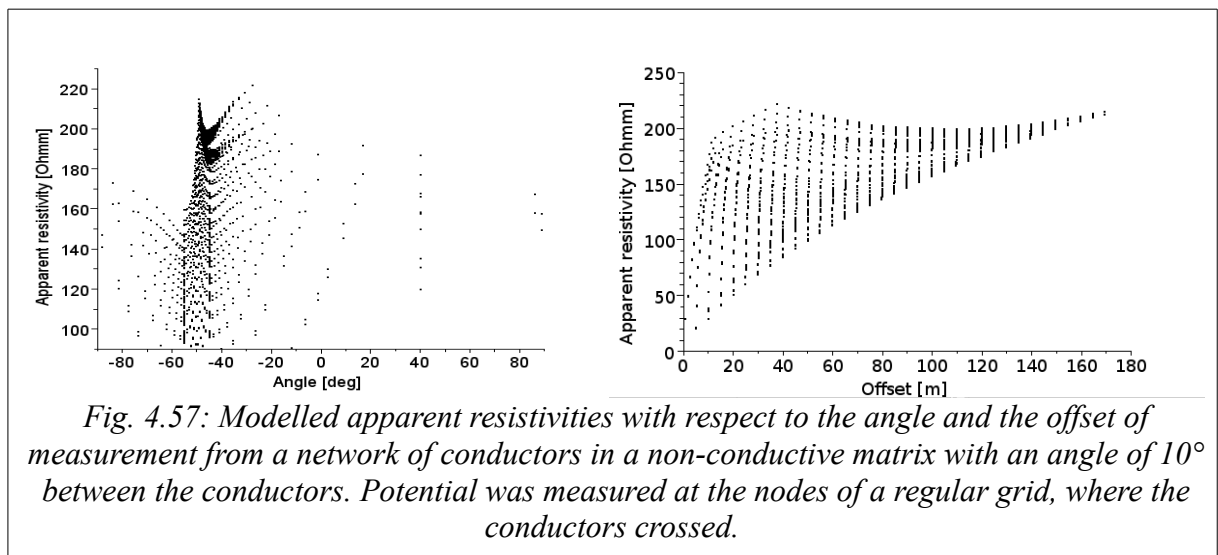 220
200
180
160
140
120
100
Apparent resistivity [Ohmm]
-80 -60 -40 -20 0 20 40 60 80
Angle [deg]
250
200
150
100
50
0
Apparent resistivity [Ohmm]
0 20 40 60 80 100 120 140 160 180
Offset [m]
Fig. 4.57: Modelled apparent resistivities with respect to the angle and the offset of
measurement from a network of conductors in a non-conductive matrix with an angle of 10°
between the conductors. Potential was measured at the nodes of a regular grid, where the
conductors crossed.